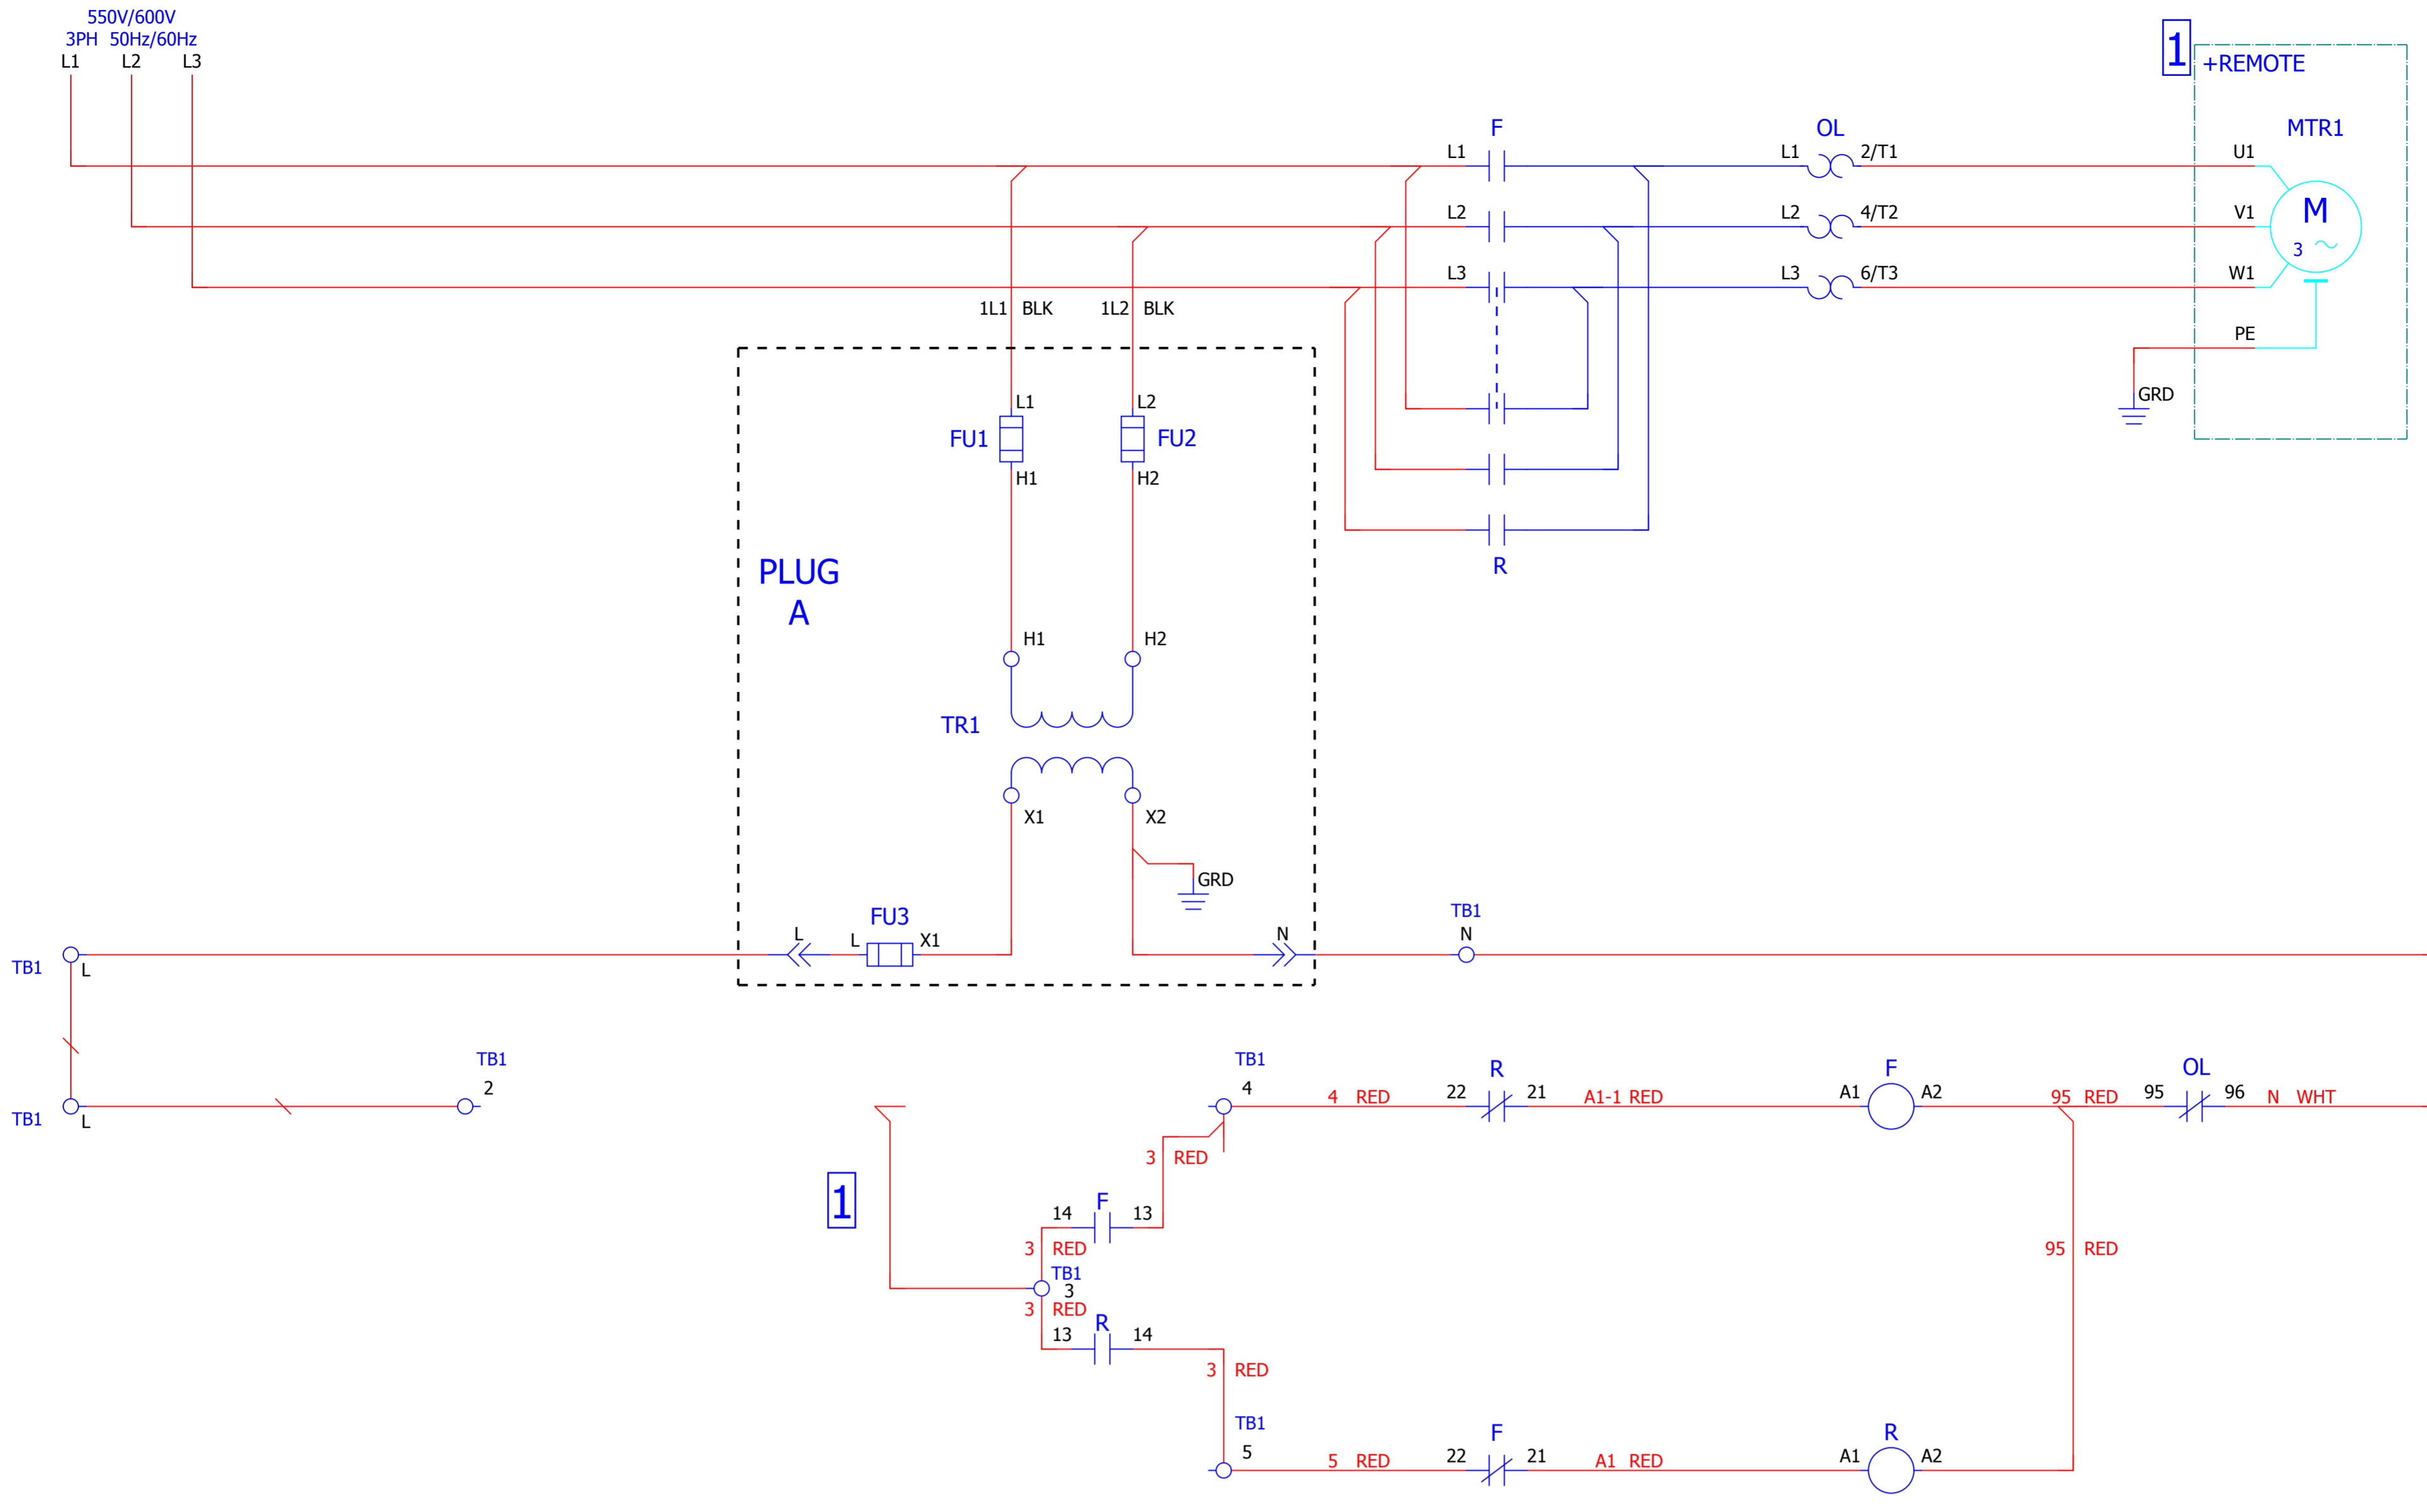 550V/600V
3PH 50Hz/60Hz
L1 L2 L3
1
+REMOTE
F OL MTR1
L1 L1 2/T1 U1
L2 L2 4/T2 V1
M
3
L3 L3 6/T3 W1
1L1 BLK 1L2 BLK
PE
GRD
L1 L2
FU1 FU2
H1 H2
R
PLUG
A
H1 H2
TR1
X1 X2
GRD
FU3
L L X1 N
TB1
N
TB1
L
TB1 TB1 R F OL
2 4
4 RED 22 21 A1-1 RED A1 A2 95 RED 95 96 N WHT
TB1
L
3 RED
1
F
14 13
3 RED
95 RED
TB1
3
3 RED
R
13 14
3 RED
TB1 F R
5
5 RED 22 21 A1 RED A1 A2